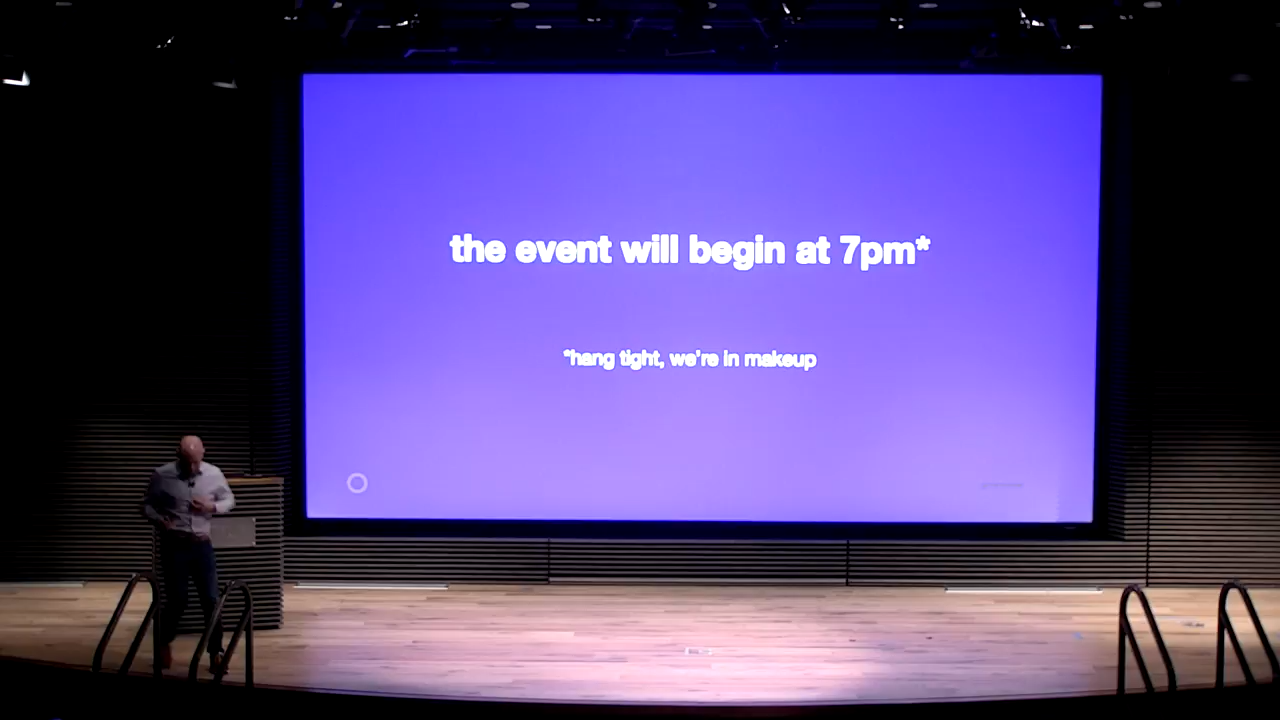 the event will begin at 7pm*
*hang tight, we're in makeup